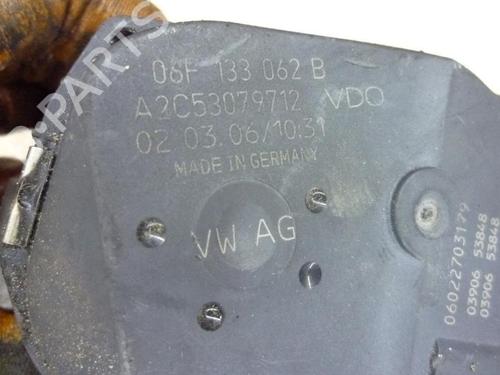 06F 133 062 B
A2C53079712 VDO
02.03.06/10:31
MADE IN GERMANY
VW AG
06022703179
03906 53848
03906 53848
B-PARTS